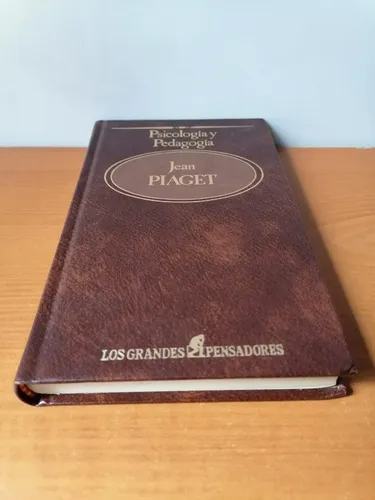 Psicología y
Pedagogía
Jean
PIAGET
LOS GRANDES PENSADORES